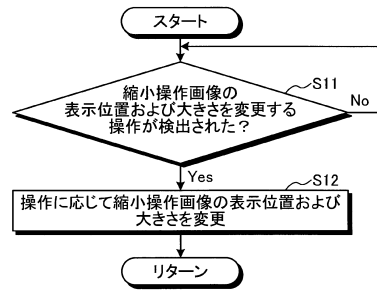 スタート
縮小操作画像の
表示位置および大きさを変更する
操作が検出された？
S11
No
Yes
S12
操作に応じて縮小操作画像の表示位置および
大きさを変更
リターン